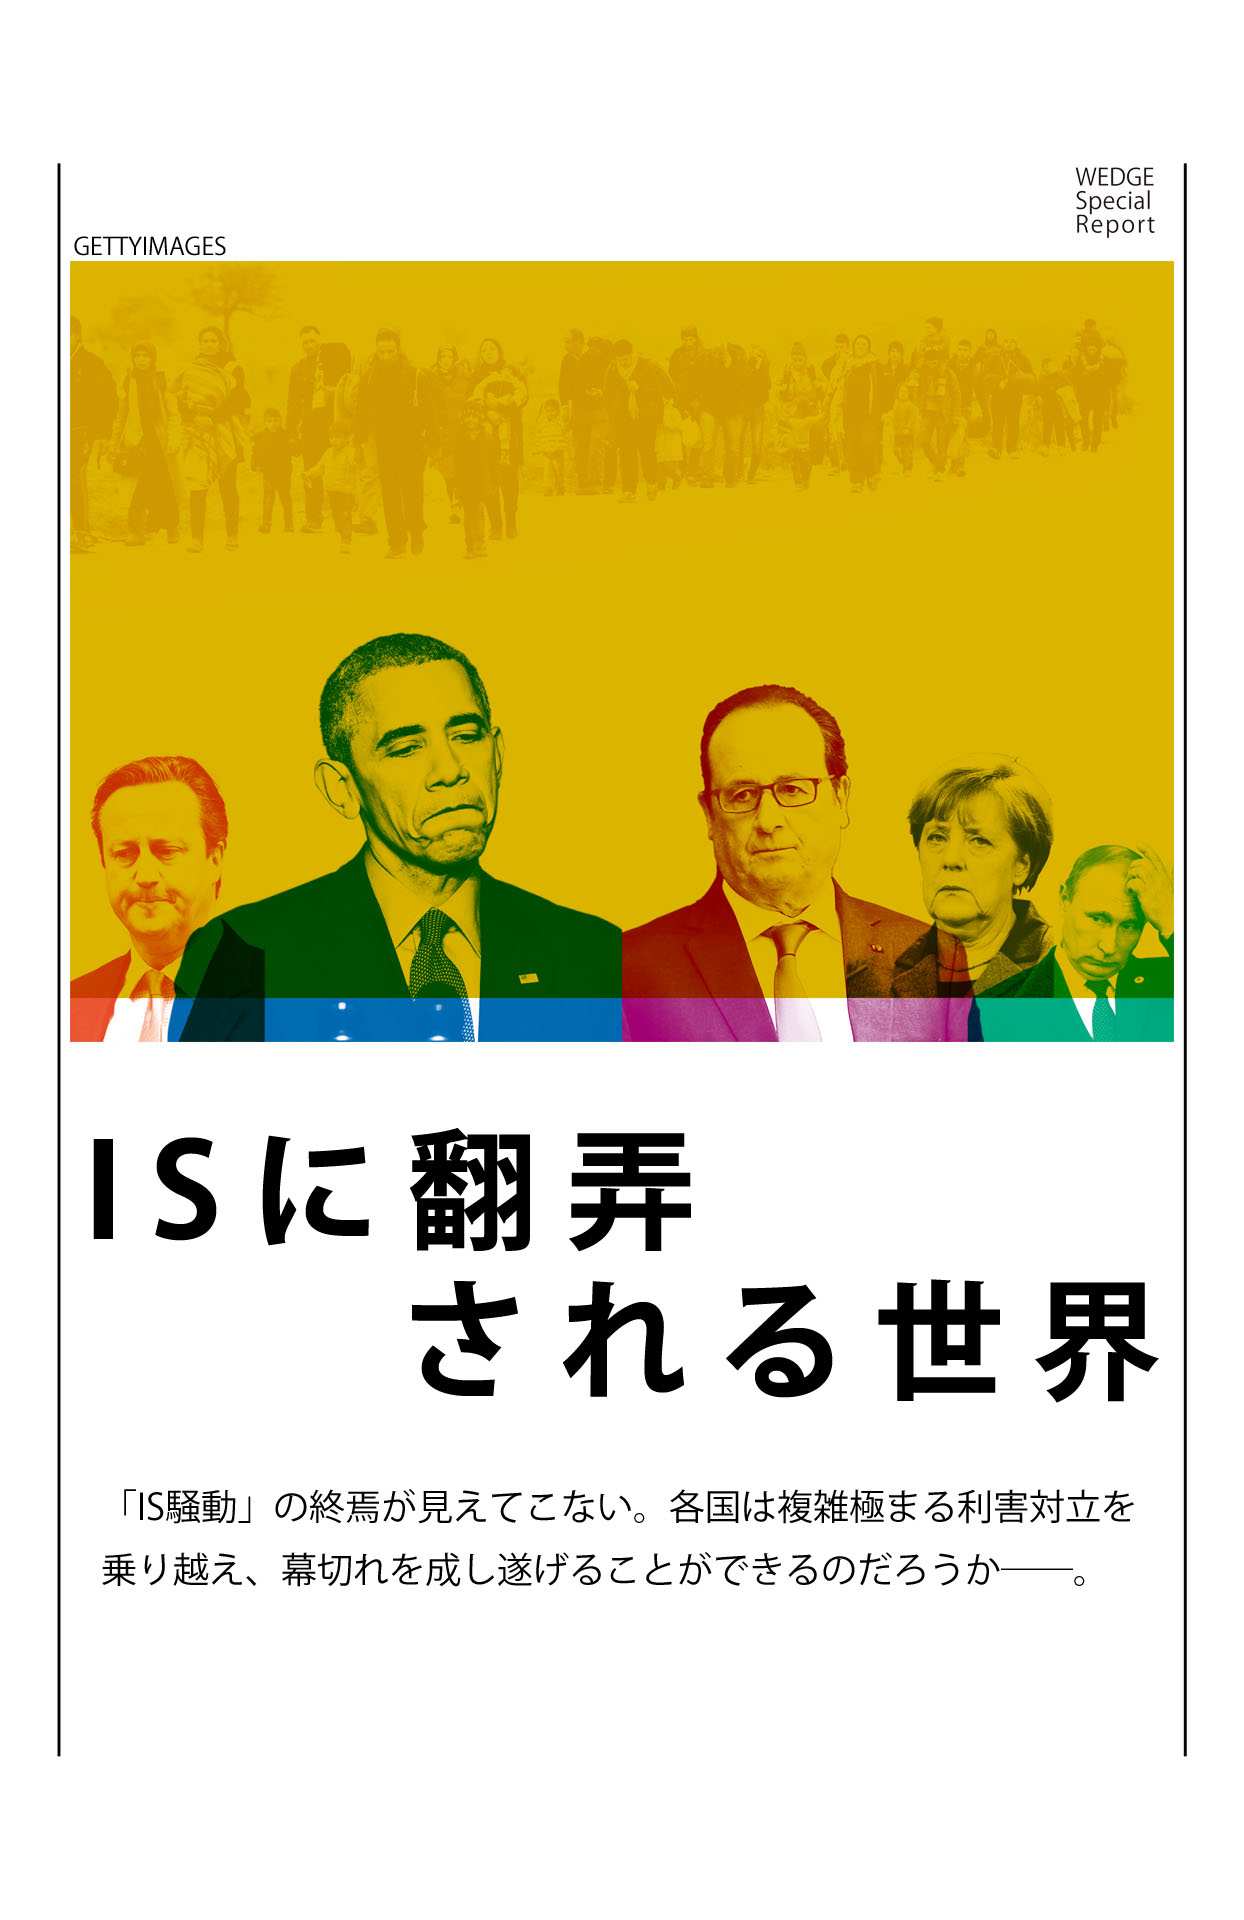 WEDGE
Special
Report
GETTYIMAGES
ISに翻弄
される世界
「IS騒動」の終焉が見えてこない。各国は複雑極まる利害対立を
乗り越え、幕切れを成し遂げることができるのだろうか――。